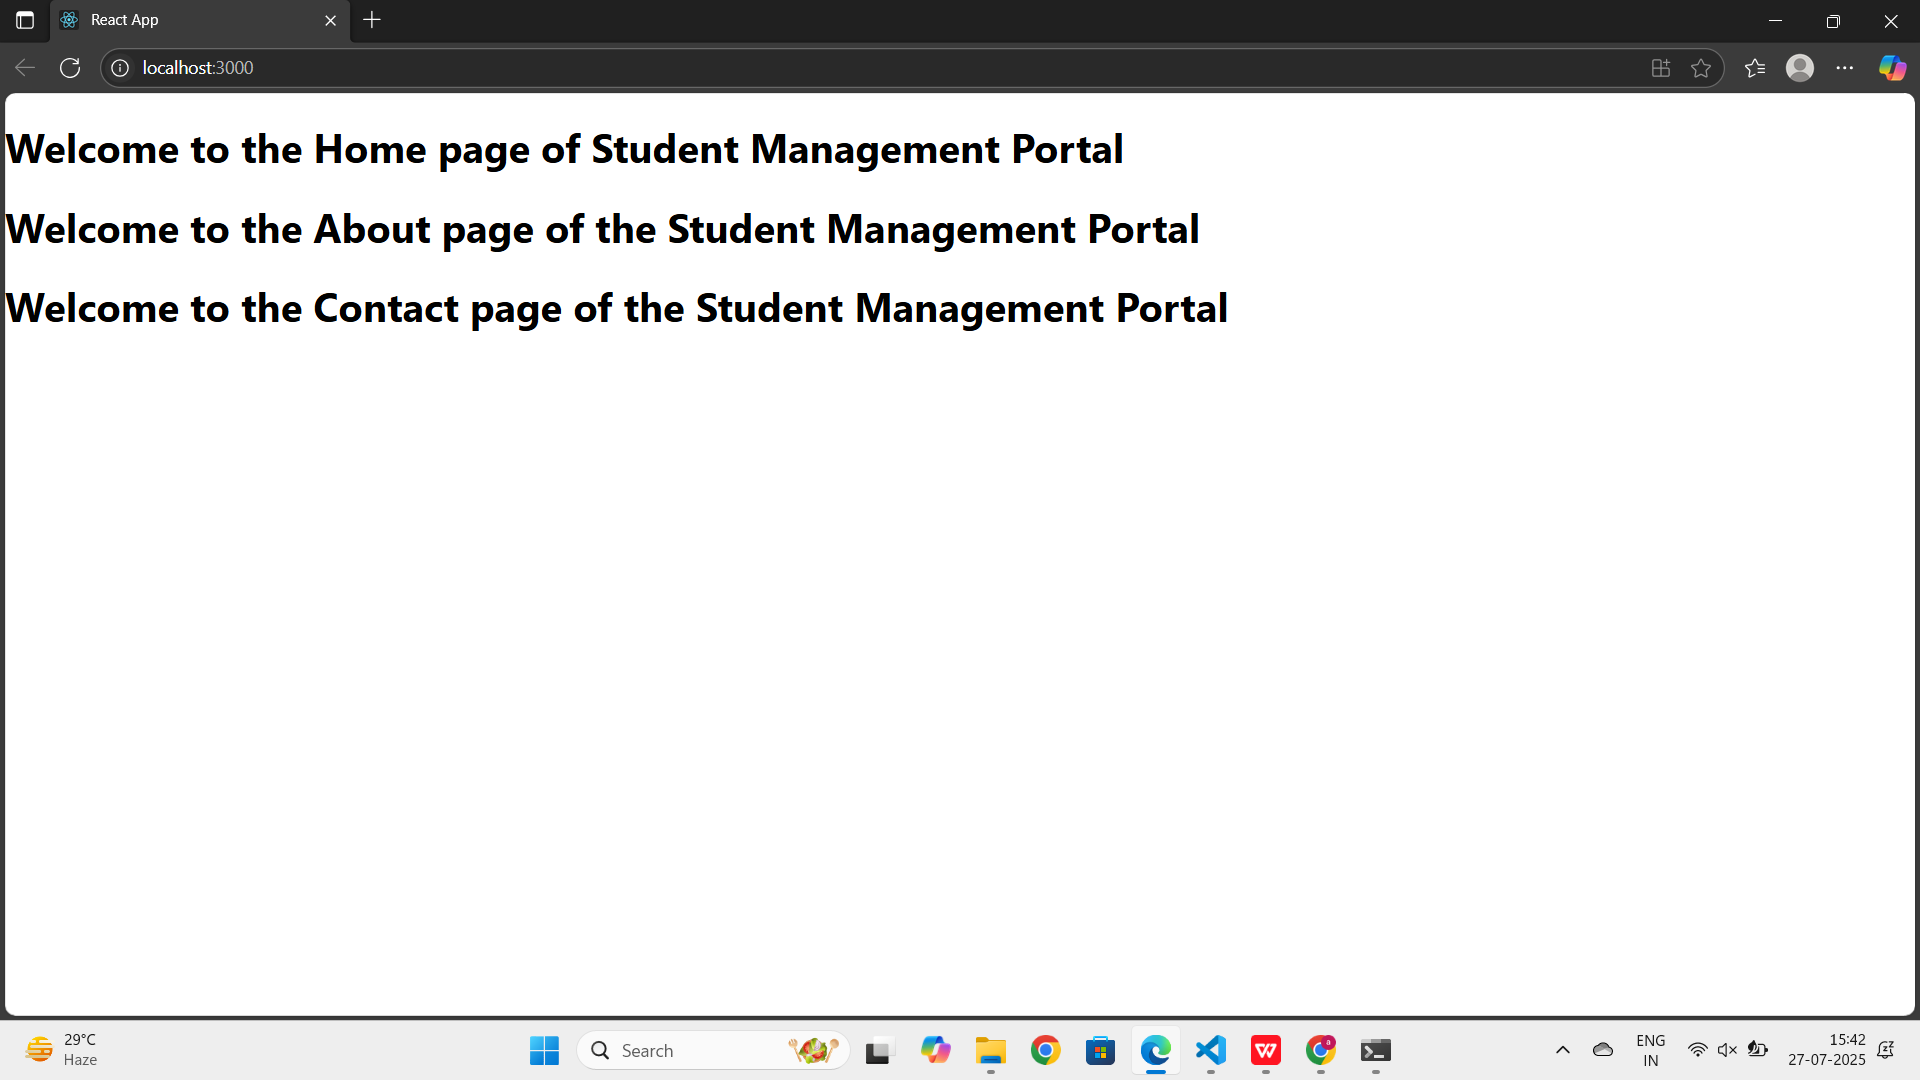 React App
localhost:3000
Welcome to the Home page of Student Management Portal
Welcome to the About page of the Student Management Portal
Welcome to the Contact page of the Student Management Portal
29°C
Haze
Search
a
ENG
IN
15:42
27-07-2025